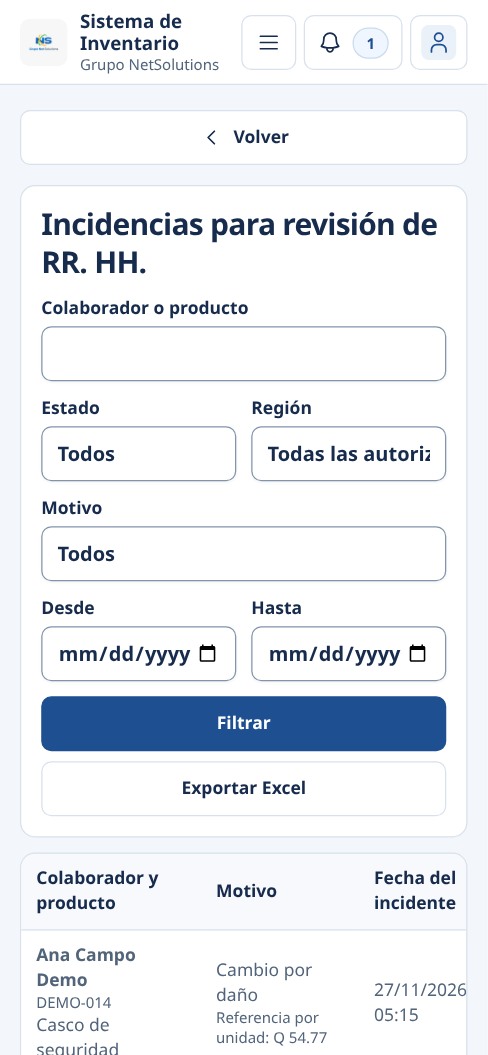 Sistema de
Inventario
Grupo NetSolutions
1
Volver
Incidencias para revisión de
RR. HH.
Colaborador o producto
Estado
Región
Todos
Todas las autoriz
Motivo
Todos
Desde
Hasta
mm/dd/yyyy
mm/dd/yyyy
Filtrar
Exportar Excel
Colaborador y
producto
Motivo
Fecha del
incidente
Ana Campo
Demo
DEMO-014
Casco de
seguridad
Cambio por
daño
Referencia por
unidad: Q 54.77
27/11/2026
05:15